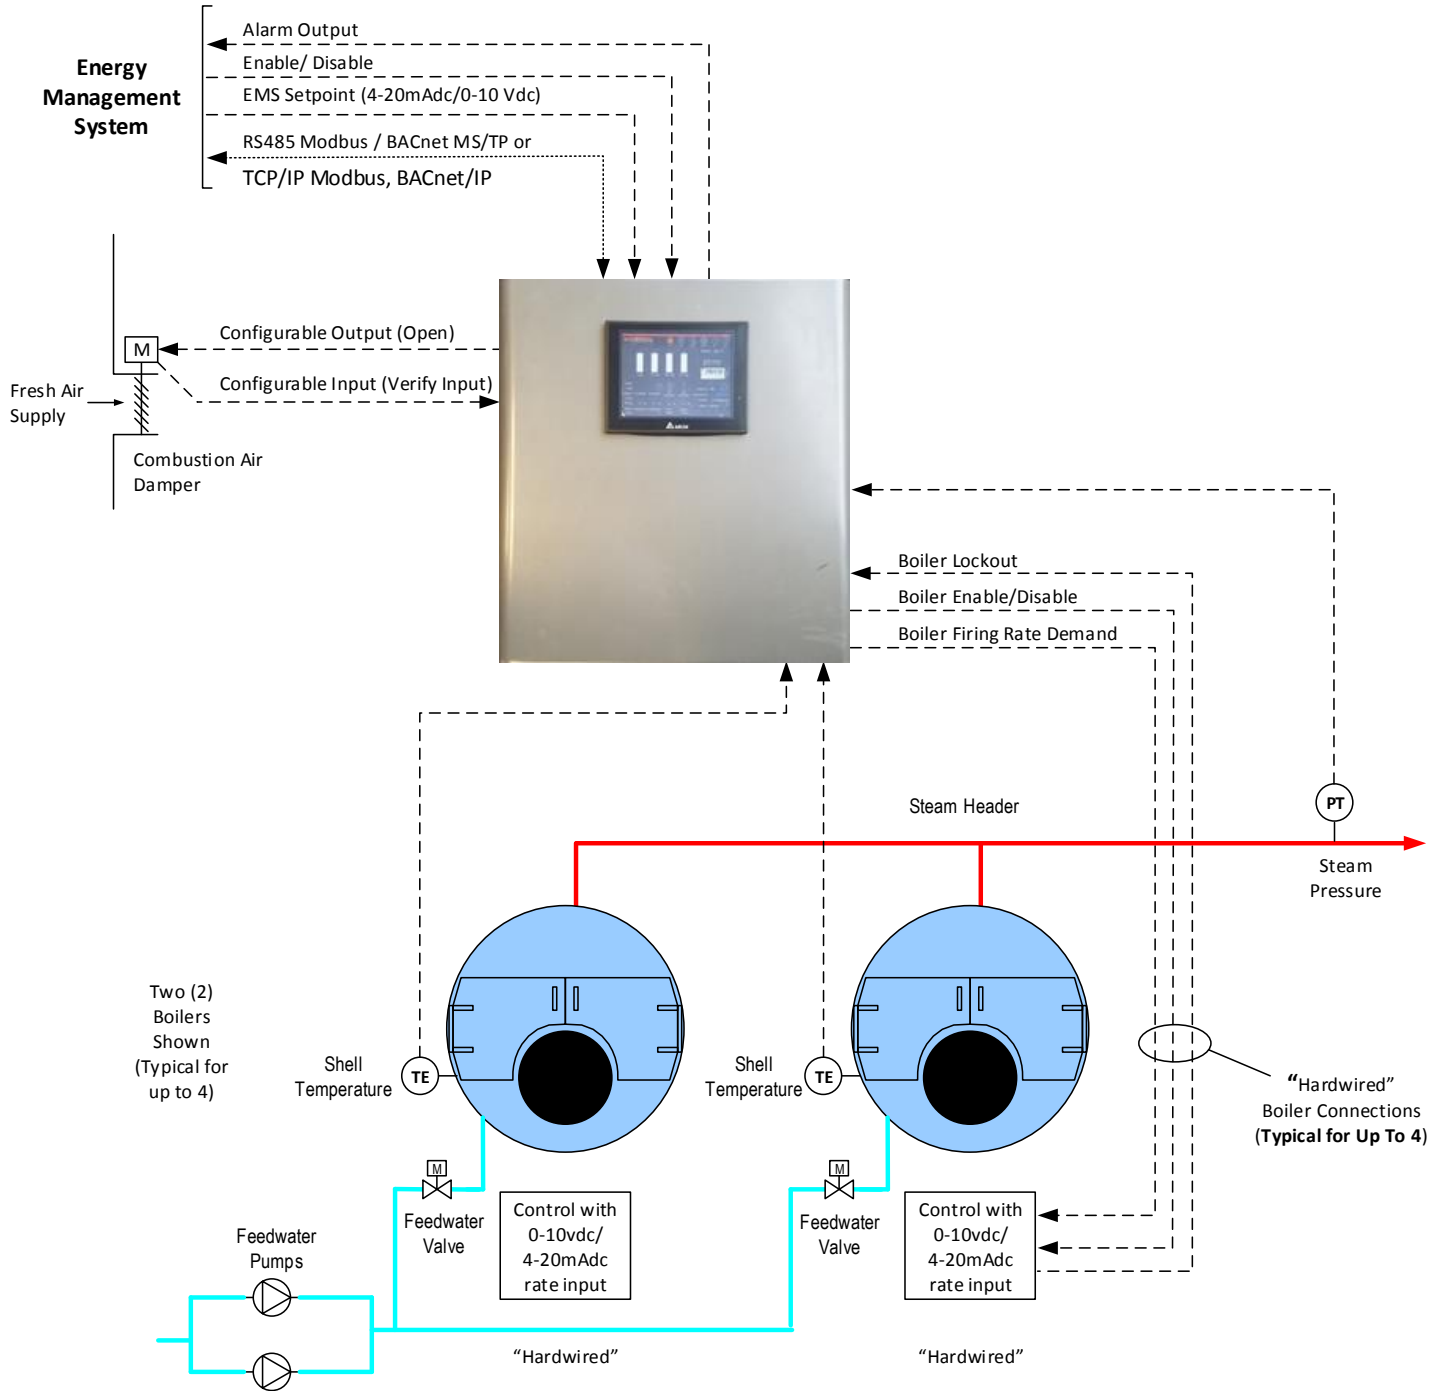 Energy
Management
System
Alarm Output
Enable/ Disable
EMS Setpoint (4-20mAdc/0-10 Vdc)
RS485 Modbus / BACnet MS/TP or
TCP/IP Modbus, BACnet/IP
M
Configurable Output (Open)
Configurable Input (Verify Input)
Fresh Air
Supply
Combustion Air
Damper
Boiler Lockout
Boiler Enable/Disable
Boiler Firing Rate Demand
PT
Steam Header
Steam
Pressure
Two (2)
Boilers
Shown
(Typical for
up to 4)
Shell
Temperature
TE
Shell
Temperature
TE
“"Hardwired”
Boiler Connections
(Typical for Up To 4)
M
Feedwater
Valve
Control with
0-10vdc/
4-20mAdc
rate input
M
Feedwater
Valve
Control with
0-10vdc/
4-20mAdc
rate input
Feedwater
Pumps
“Hardwired”
“Hardwired”